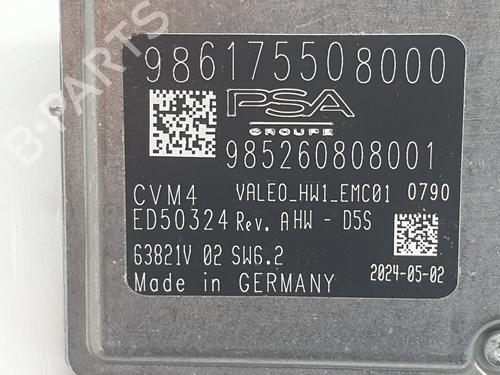 986175508000
PSA
GROUPE
985260808001
CVM4 VALEO_HW1_EMC01 0790
ED50324 Rev. A HW - D5S
63821V 02 SW6.2
2024-05-02
Made in GERMANY
B-PARTS